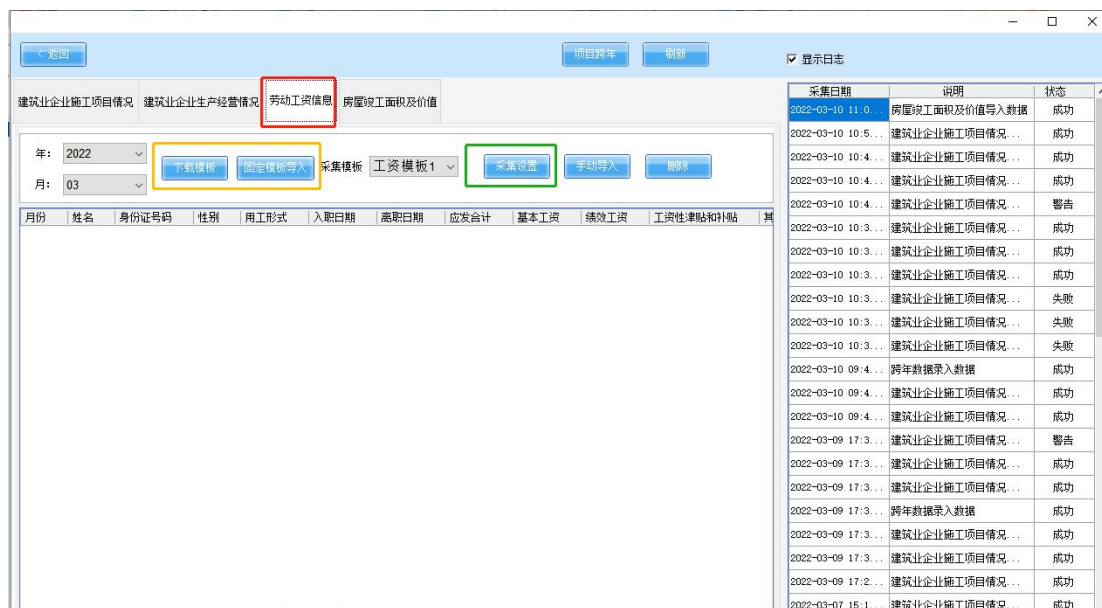 < 返回 项目跨年 刷新 显示日志
建筑业企业施工项目情况 建筑业企业生产经营情况 劳动工资信息 房屋竣工面积及价值
年： 2022 下载模板 固定模板导入 采集模板 工资模板1 采集设置 手动导入 删除
月： 03
月份 姓名 身份证号码 性别 用工形式 入职日期 离职日期 应发合计 基本工资 绩效工资 工资性津贴和补贴 其
采集日期 说明 状态
2022-03-10 11:0... 房屋竣工面积及价值导入数据 成功
2022-03-10 10:5... 建筑业企业施工项目情况... 成功
2022-03-10 10:4... 建筑业企业施工项目情况... 成功
2022-03-10 10:4... 建筑业企业施工项目情况... 成功
2022-03-10 10:4... 建筑业企业施工项目情况... 警告
2022-03-10 10:3... 建筑业企业施工项目情况... 成功
2022-03-10 10:3... 建筑业企业施工项目情况... 成功
2022-03-10 10:3... 建筑业企业施工项目情况... 成功
2022-03-10 10:3... 建筑业企业施工项目情况... 失败
2022-03-10 10:3... 建筑业企业施工项目情况... 失败
2022-03-10 10:3... 建筑业企业施工项目情况... 失败
2022-03-10 09:4... 跨年数据录入数据 成功
2022-03-10 09:4... 建筑业企业施工项目情况... 成功
2022-03-10 09:4... 建筑业企业施工项目情况... 成功
2022-03-09 17:3... 建筑业企业施工项目情况... 警告
2022-03-09 17:3... 建筑业企业施工项目情况... 成功
2022-03-09 17:3... 建筑业企业施工项目情况... 成功
2022-03-09 17:3... 跨年数据录入数据 成功
2022-03-09 17:3... 建筑业企业施工项目情况... 成功
2022-03-09 17:3... 建筑业企业施工项目情况... 成功
2022-03-09 17:2... 建筑业企业施工项目情况... 成功
2022-03-07 15:1... 建筑业企业施工项目情况... 成功